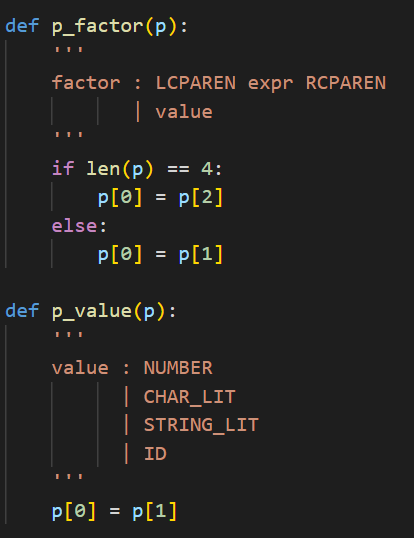 def p_factor(p):
    '''
    factor : LCPAREN expr RCPAREN
           | value
    '''
    if len(p) == 4:
        p[0] = p[2]
    else:
        p[0] = p[1]

def p_value(p):
    '''
    value : NUMBER
          | CHAR_LIT
          | STRING_LIT
          | ID
    '''
    p[0] = p[1]